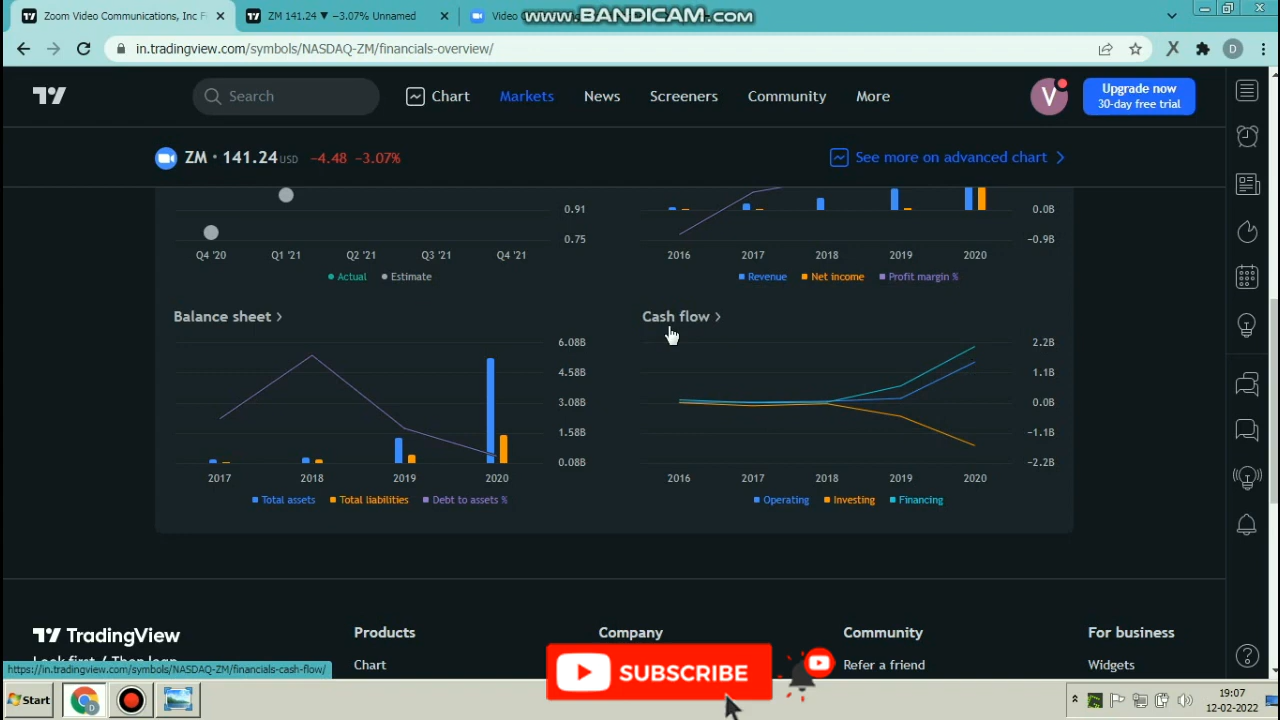 Zoom Video Communications, Inc F
ZM 141.24 ▼ −3.07% Unnamed
Video
WWW.BANDICAM.COM
in.tradingview.com/symbols/NASDAQ-ZM/financials-overview/
D
Search
Chart
Markets
News
Screeners
Community
More
V
Upgrade now
30-day free trial
ZM · 141.24 USD −4.48 −3.07%
See more on advanced chart
0.91
0.75
Q4 '20 Q1 '21 Q2 '21 Q3 '21 Q4 '21
Actual Estimate
0.0B
−0.9B
2016 2017 2018 2019 2020
Revenue Net income Profit margin %
Balance sheet
6.08B
4.58B
3.08B
1.58B
0.08B
2017 2018 2019 2020
Total assets Total liabilities Debt to assets %
Cash flow
2.2B
1.1B
0.0B
−1.1B
−2.2B
2016 2017 2018 2019 2020
Operating Investing Financing
TradingView
Products
Company
Community
For business
Chart
Refer a friend
Widgets
https://in.tradingview.com/symbols/NASDAQ-ZM/financials-cash-flow/
SUBSCRIBE
Start
19:07
12-02-2022